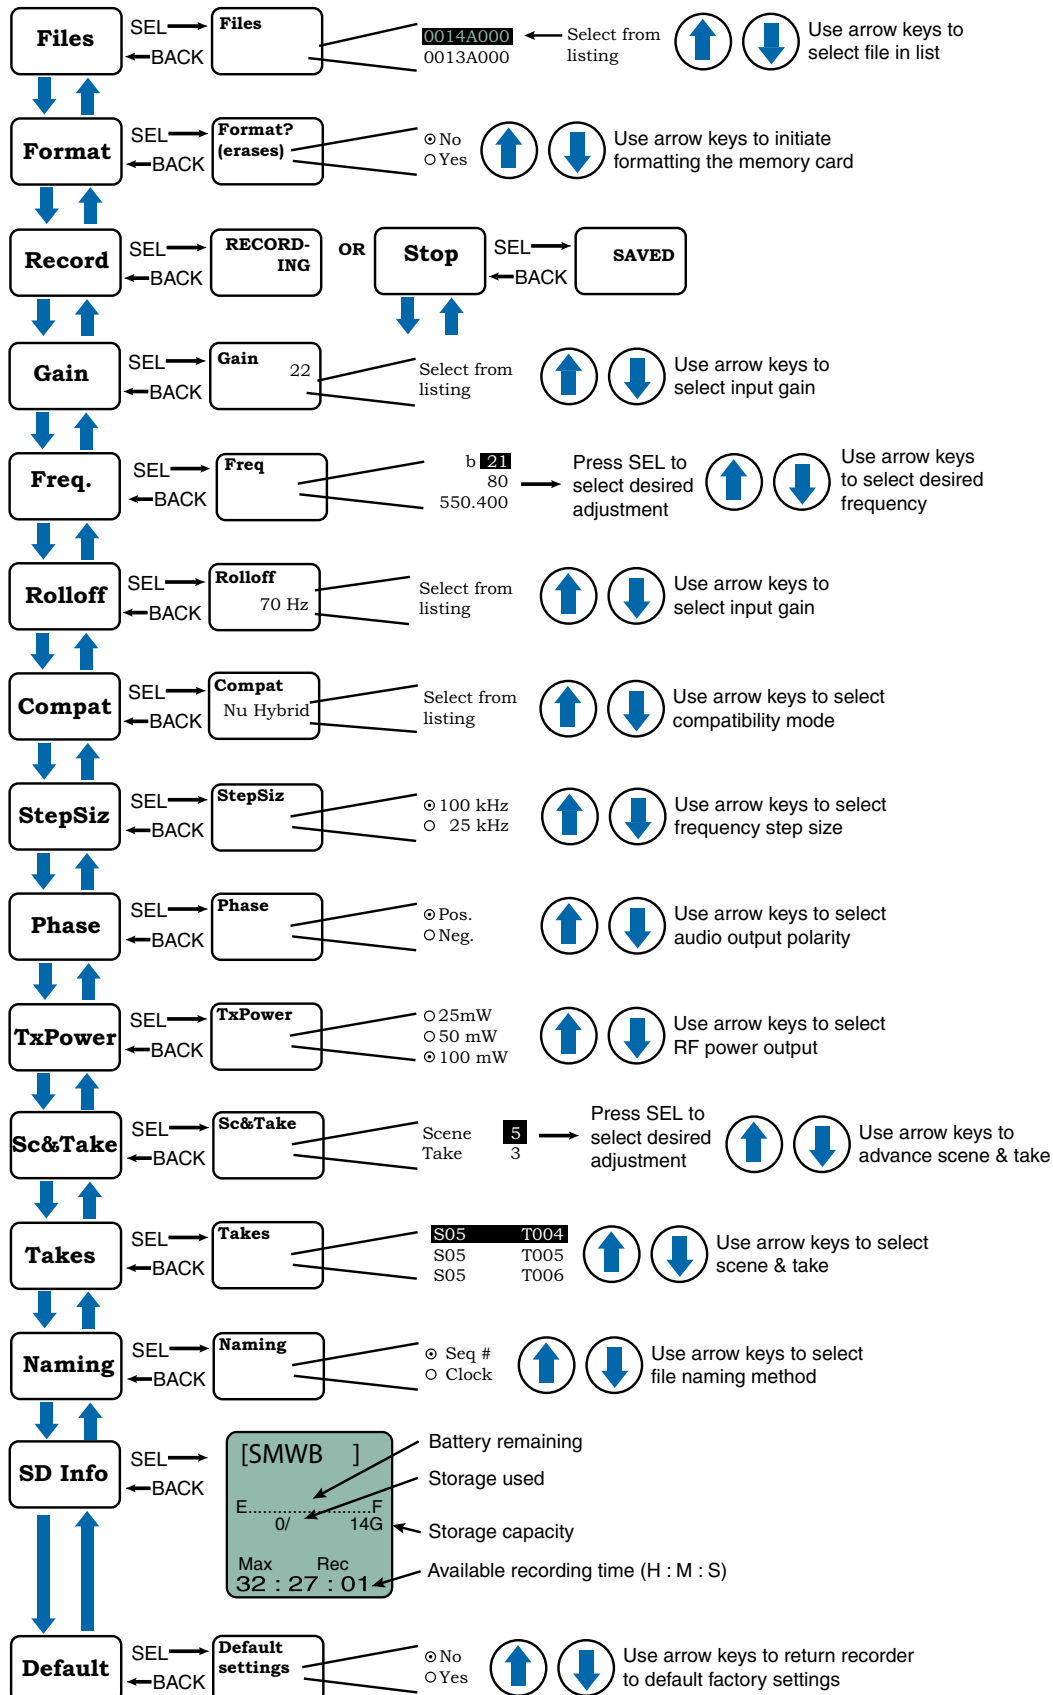 Files
SEL
BACK
Files
0014A000
0013A000
Select from
listing
Use arrow keys to
select file in list
Format
SEL
BACK
Format?
(erases)
No
Yes
Use arrow keys to initiate
formatting the memory card
Record
SEL
BACK
RECORD-
ING
OR
Stop
SEL
BACK
SAVED
Gain
SEL
BACK
Gain
22
Select from
listing
Use arrow keys to
select input gain
Freq.
SEL
BACK
Freq
b 21
80
550.400
Press SEL to
select desired
adjustment
Use arrow keys
to select desired
frequency
Rolloff
SEL
BACK
Rolloff
70 Hz
Select from
listing
Use arrow keys to
select input gain
Compat
SEL
BACK
Compat
Nu Hybrid
Select from
listing
Use arrow keys to select
compatibility mode
StepSiz
SEL
BACK
StepSiz
100 kHz
25 kHz
Use arrow keys to select
frequency step size
Phase
SEL
BACK
Phase
Pos.
Neg.
Use arrow keys to select
audio output polarity
TxPower
SEL
BACK
TxPower
25mW
50 mW
100 mW
Use arrow keys to select
RF power output
Sc&Take
SEL
BACK
Sc&Take
Scene 5
Take 3
Press SEL to
select desired
adjustment
Use arrow keys to
advance scene & take
Takes
SEL
BACK
Takes
S05 T004
S05 T005
S05 T006
Use arrow keys to select
scene & take
Naming
SEL
BACK
Naming
Seq #
Clock
Use arrow keys to select
file naming method
SD Info
SEL
BACK
[SMWB ]
E........................F
0/ 14G
Max Rec
32 : 27 : 01
Battery remaining
Storage used
Storage capacity
Available recording time (H : M : S)
Default
SEL
BACK
Default
settings
No
Yes
Use arrow keys to return recorder
to default factory settings